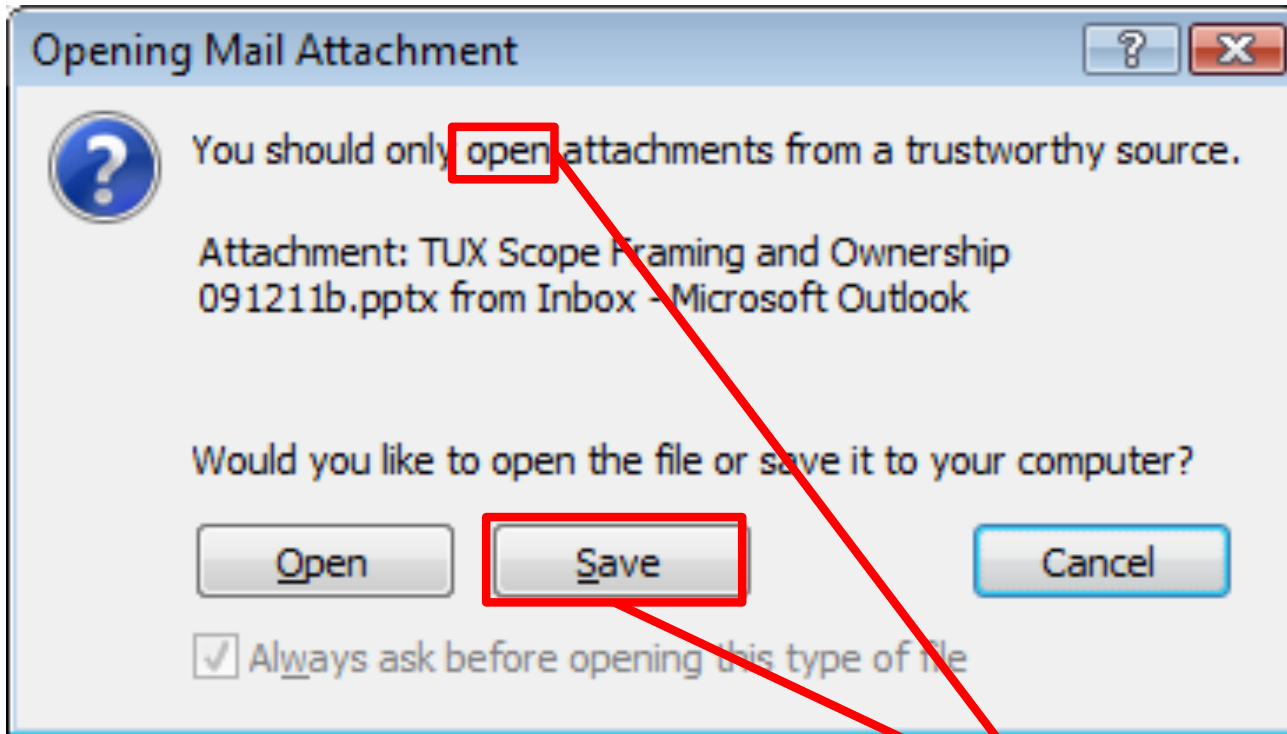 Opening Mail Attachment
You should only open attachments from a trustworthy source.
Attachment: TUX Scope Framing and Ownership
091211b.pptx from Inbox - Microsoft Outlook
Would you like to open the file or save it to your computer?
Open Save Cancel
Always ask before opening this type of file